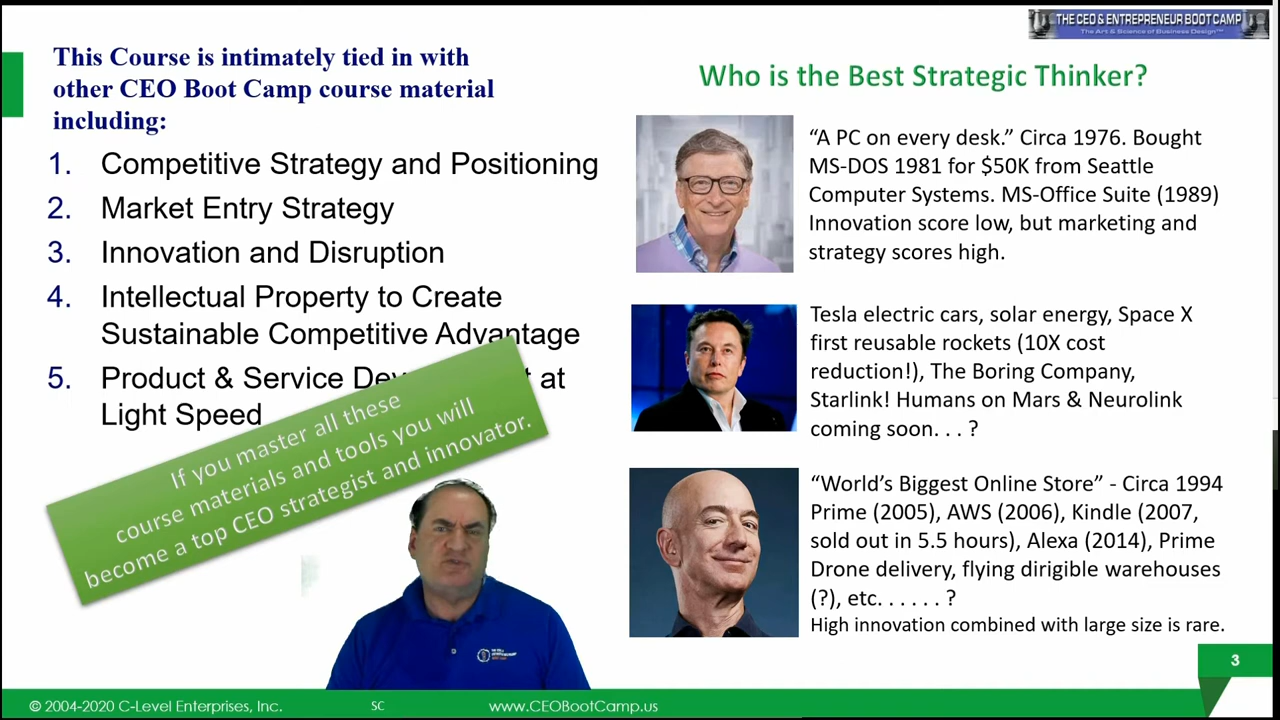 THE CEO & ENTREPRENEUR BOOT CAMP
The Art & Science of Business Design™
This Course is intimately tied in with
other CEO Boot Camp course material
including:
1. Competitive Strategy and Positioning
2. Market Entry Strategy
3. Innovation and Disruption
4. Intellectual Property to Create
Sustainable Competitive Advantage
5. Product & Service De t at
Light Speed
If you master all these
course materials and tools you will
become a top CEO strategist and innovator.
Who is the Best Strategic Thinker?
“A PC on every desk.” Circa 1976. Bought
MS-DOS 1981 for $50K from Seattle
Computer Systems. MS-Office Suite (1989)
Innovation score low, but marketing and
strategy scores high.
Tesla electric cars, solar energy, Space X
first reusable rockets (10X cost
reduction!), The Boring Company,
Starlink! Humans on Mars & Neurolink
coming soon. . . ?
“World’s Biggest Online Store” - Circa 1994
Prime (2005), AWS (2006), Kindle (2007,
sold out in 5.5 hours), Alexa (2014), Prime
Drone delivery, flying dirigible warehouses
(?), etc. . . . . . ?
High innovation combined with large size is rare.
3
© 2004-2020 C-Level Enterprises, Inc.
SC
www.CEOBootCamp.us